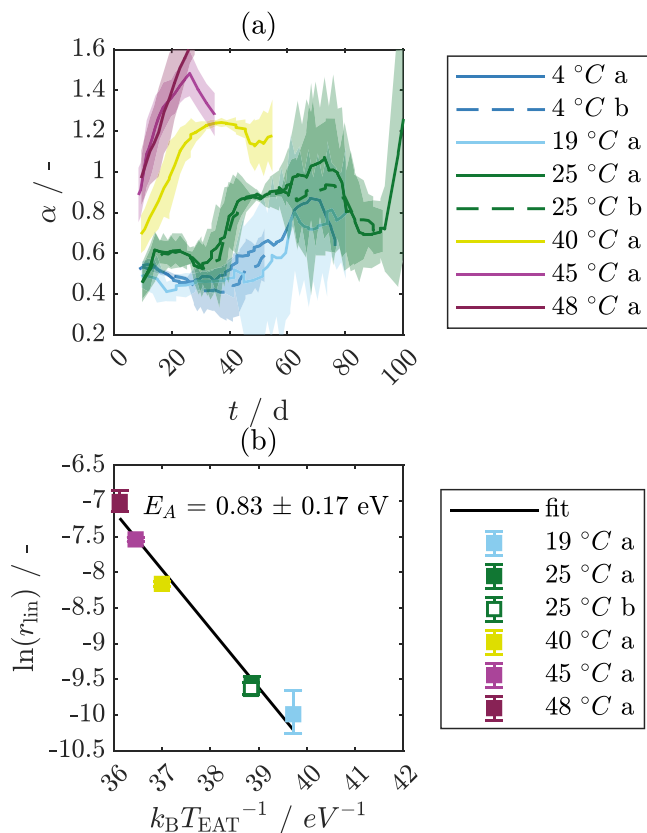 (a)
1.6
1.4
1.2
1
0.8
0.6
0.4
0.2
α / -
0
20
40
60
80
100
t / d
4 °C a
4 °C b
19 °C a
25 °C a
25 °C b
40 °C a
45 °C a
48 °C a
(b)
-6.5
-7
-7.5
-8
-8.5
-9
-9.5
-10
-10.5
ln(r_lin) / -
E_A = 0.83 ± 0.17 eV
36
37
38
39
40
41
42
k_B T_EAT^-1 / eV^-1
fit
19 °C a
25 °C a
25 °C b
40 °C a
45 °C a
48 °C a